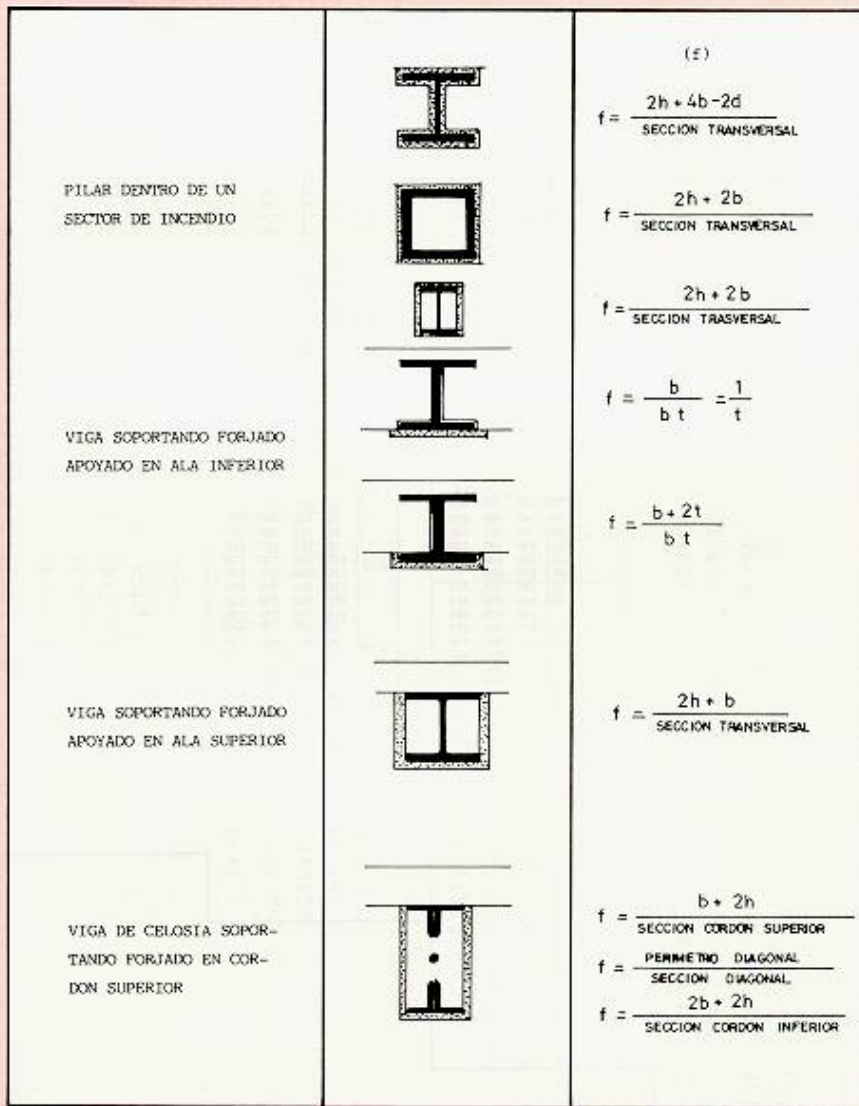 (f)
f = 2h + 4b - 2d / SECCION TRANSVERSAL
PILAR DENTRO DE UN
SECTOR DE INCENDIO
f = 2h + 2b / SECCION TRANSVERSAL
f = 2h + 2b / SECCION TRASVERSAL
VIGA SOPORTANDO FORJADO
APOYADO EN ALA INFERIOR
f = b / b t = 1 / t
f = b + 2t / b t
VIGA SOPORTANDO FORJADO
APOYADO EN ALA SUPERIOR
f = 2h + b / SECCION TRANSVERSAL
VIGA DE CELOSIA SOPOR-
TANDO FORJADO EN COR-
DON SUPERIOR
f = b + 2h / SECCION CORDON SUPERIOR
f = PERIMETRO DIAGONAL / SECCION DIAGONAL
f = 2b + 2h / SECCION CORDON INFERIOR